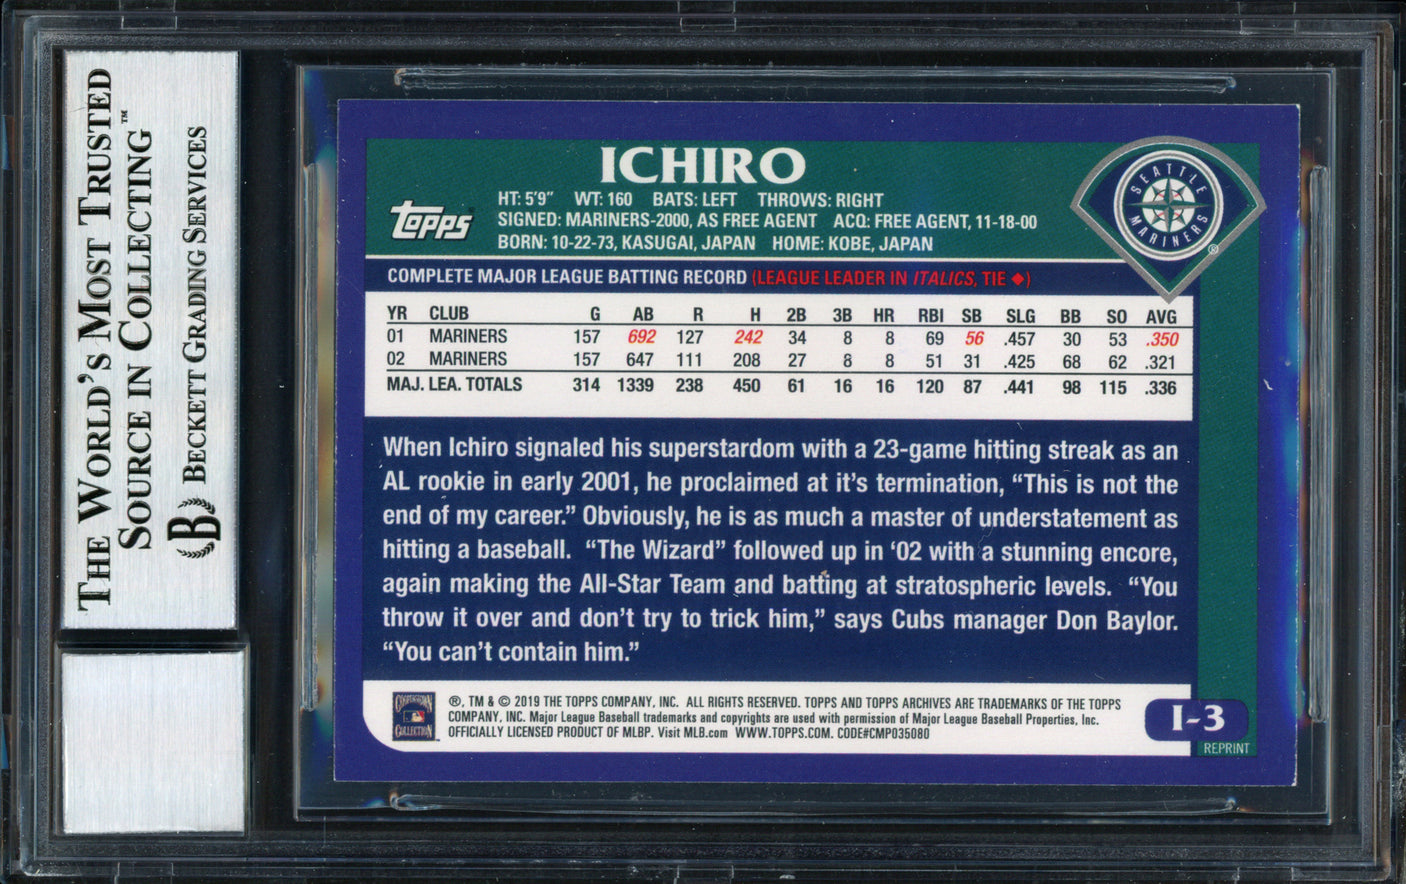 THE WORLD'S MOST TRUSTED
SOURCE IN COLLECTING™
BECKETT GRADING SERVICES
B
ICHIRO
topps
HT: 5'9" WT: 160 BATS: LEFT THROWS: RIGHT
SIGNED: MARINERS-2000, AS FREE AGENT ACQ: FREE AGENT, 11-18-00
BORN: 10-22-73, KASUGAI, JAPAN HOME: KOBE, JAPAN
SEATTLE
MARINERS
®
COMPLETE MAJOR LEAGUE BATTING RECORD (LEAGUE LEADER IN ITALICS, TIE ◆)
YR CLUB G AB R H 2B 3B HR RBI SB SLG BB SO AVG
01 MARINERS 157 692 127 242 34 8 8 69 56 .457 30 53 .350
02 MARINERS 157 647 111 208 27 8 8 51 31 .425 68 62 .321
MAJ. LEA. TOTALS 314 1339 238 450 61 16 16 120 87 .441 98 115 .336
When Ichiro signaled his superstardom with a 23-game hitting streak as an
AL rookie in early 2001, he proclaimed at it's termination, “This is not the
end of my career.” Obviously, he is as much a master of understatement as
hitting a baseball. “The Wizard” followed up in ‘02 with a stunning encore,
again making the All-Star Team and batting at stratospheric levels. “You
throw it over and don't try to trick him,” says Cubs manager Don Baylor.
“You can't contain him.”
COOPERSTOWN
COLLECTION
®, TM & © 2019 THE TOPPS COMPANY, INC. ALL RIGHTS RESERVED. TOPPS AND TOPPS ARCHIVES ARE TRADEMARKS OF THE TOPPS
COMPANY, INC. Major League Baseball trademarks and copyrights are used with permission of Major League Baseball Properties, Inc.
OFFICIALLY LICENSED PRODUCT OF MLBP. Visit MLB.com WWW.TOPPS.COM. CODE#CMP035080
I-3
REPRINT